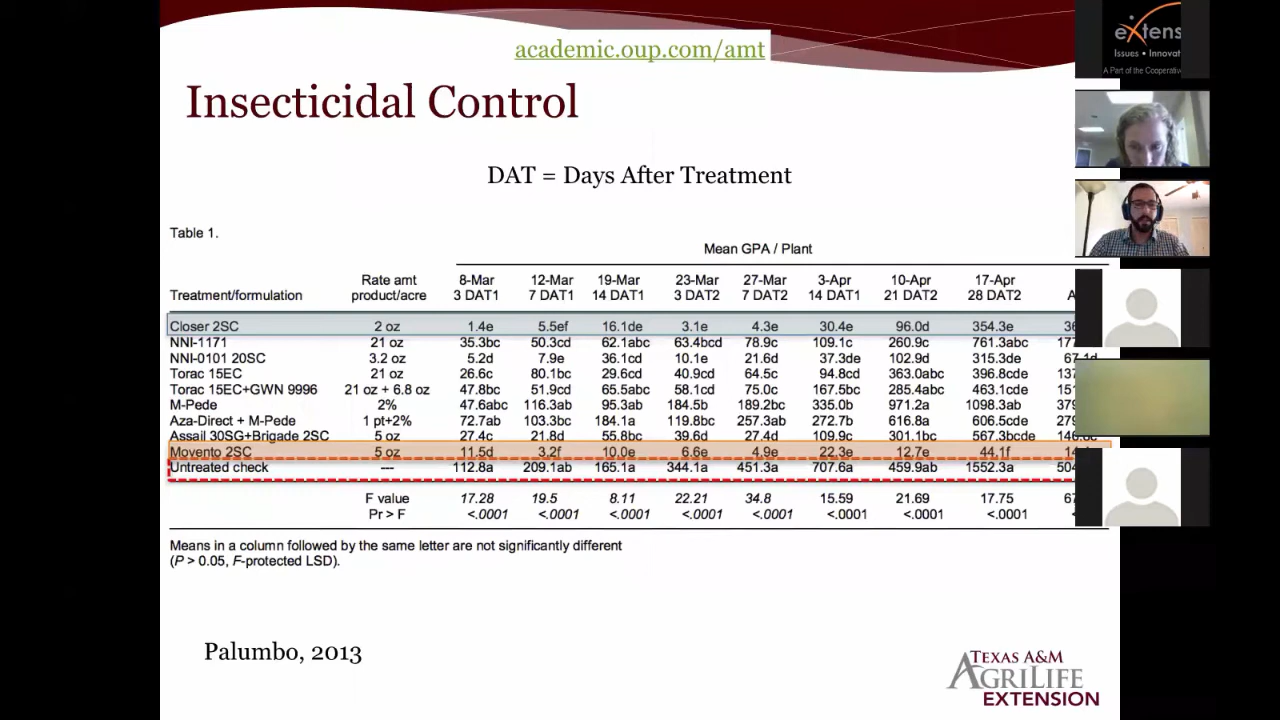 academic.oup.com/amt
Insecticidal Control
DAT = Days After Treatment
Table 1.
Mean GPA / Plant
Treatment/formulation Rate amt product/acre 8-Mar 3 DAT1 12-Mar 7 DAT1 19-Mar 14 DAT1 23-Mar 3 DAT2 27-Mar 7 DAT2 3-Apr 14 DAT1 10-Apr 21 DAT2 17-Apr 28 DAT2
Closer 2SC 2 oz 1.4e 5.5ef 16.1de 3.1e 4.3e 30.4e 96.0d 354.3e
NNI-1171 21 oz 35.3bc 50.3cd 62.1abc 63.4bcd 78.9c 109.1c 260.9c 761.3abc
NNI-0101 20SC 3.2 oz 5.2d 7.9e 36.1cd 10.1e 21.6d 37.3de 102.9d 315.3de 67.1d
Torac 15EC 21 oz 26.6c 80.1bc 29.6cd 40.9cd 64.5c 94.8cd 363.0abc 396.8cde
Torac 15EC+GWN 9996 21 oz + 6.8 oz 47.8bc 51.9cd 65.5abc 58.1cd 75.0c 167.5bc 285.4abc 463.1cde
M-Pede 2% 47.6abc 116.3ab 95.3ab 184.5b 189.2bc 335.0b 971.2a 1098.3ab
Aza-Direct + M-Pede 1 pt+2% 72.7ab 103.3bc 184.1a 119.8bc 257.3ab 272.7b 816.8a 606.5cde
Assail 30SG+Brigade 2SC 5 oz 27.4c 21.8d 55.8bc 39.6d 27.4d 109.9c 301.1bc 567.3bcde
Movento 2SC 5 oz 11.5d 3.2f 10.0e 6.6e 4.9e 22.3e 12.7e 44.1f
Untreated check --- 112.8a 209.1ab 165.1a 344.1a 451.3a 707.6a 459.9ab 1552.3a
F value 17.28 19.5 8.11 22.21 34.8 15.59 21.69 17.75
Pr > F <.0001 <.0001 <.0001 <.0001 <.0001 <.0001 <.0001 <.0001
Means in a column followed by the same letter are not significantly different
(P > 0.05, F-protected LSD).
Palumbo, 2013
TEXAS A&M
AGRILIFE
EXTENSION
eXtens
Issues • Innovat
A Part of the Cooperativ